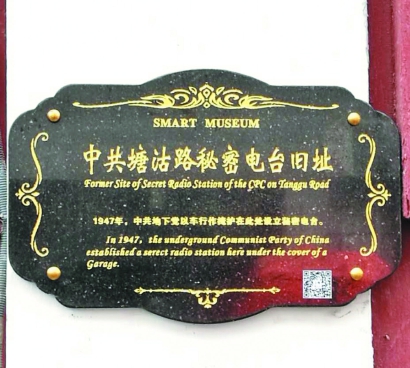 SMART MUSEUM
中共塘沽路秘密电台旧址
Former Site of Secret Radio Station of the CPC on Tanggu Road
1947年，中共地下党以车行作掩护在此处设立秘密电台。
In 1947, the underground Communist Party of China
established a serect radio station here under the cover of a
Garage.